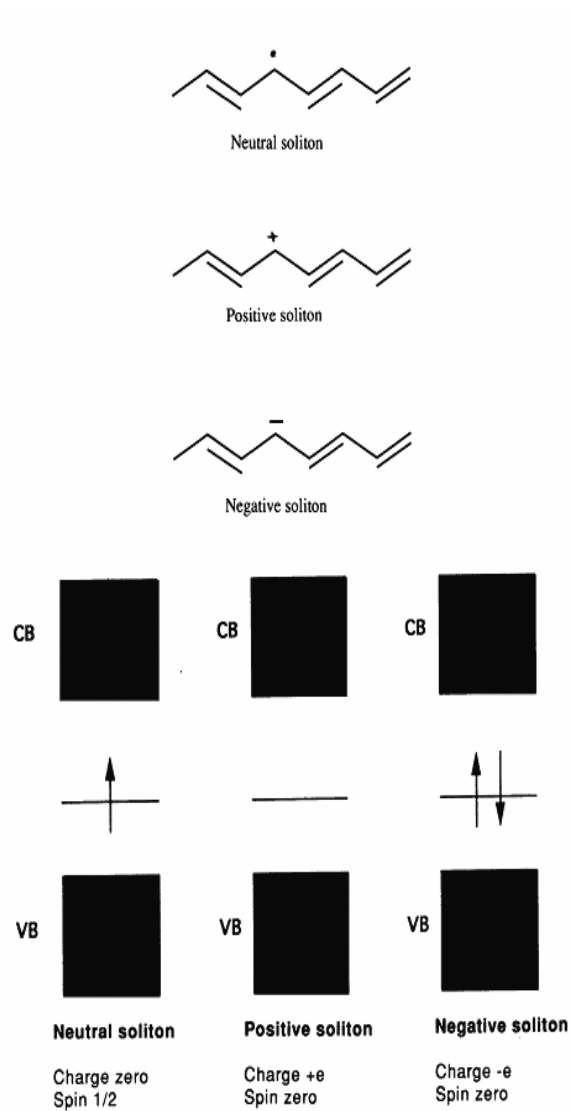 Neutral soliton
+
Positive soliton
−
Negative soliton
CB CB CB
VB VB VB
Neutral soliton Positive soliton Negative soliton
Charge zero Charge +e Charge -e
Spin 1/2 Spin zero Spin zero